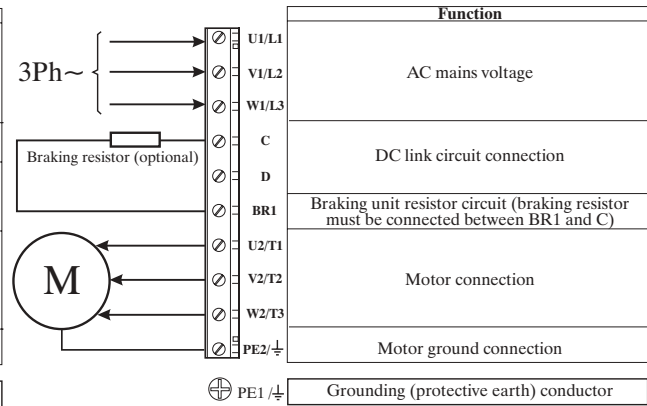 Function
U1/L1
3Ph~
V1/L2
AC mains voltage
W1/L3
C
Braking resistor (optional)
DC link circuit connection
D
BR1
Braking unit resistor circuit (braking resistor
must be connected between BR1 and C)
U2/T1
M
V2/T2
Motor connection
W2/T3
PE2/⏚
Motor ground connection
PE1/⏚
Grounding (protective earth) conductor